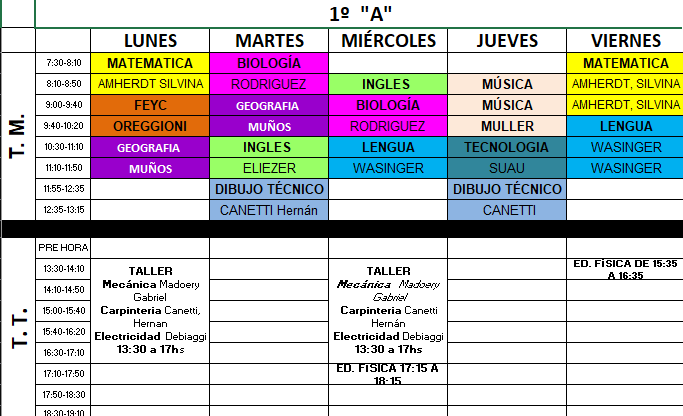 1º "A"
LUNES MARTES MIÉRCOLES JUEVES VIERNES
T. M.
7:30-8:10 MATEMATICA BIOLOGÍA MATEMATICA
8:10-8:50 AMHERDT SILVINA RODRIGUEZ INGLES MÚSICA AMHERDT, SILVINA
9:00-9:40 FEYC GEOGRAFIA BIOLOGÍA MÚSICA AMHERDT, SILVINA
9:40-10:20 OREGGIONI MUÑOS RODRIGUEZ MULLER LENGUA
10:30-11:10 GEOGRAFIA INGLES LENGUA TECNOLOGIA WASINGER
11:10-11:50 MUÑOS ELIEZER WASINGER SUAU WASINGER
11:55-12:35 DIBUJO TÉCNICO DIBUJO TÉCNICO
12:35-13:15 CANETTI Hernán CANETTI
T. T.
PRE HORA
13:30-14:10
14:10-14:50
15:00-15:40
15:40-16:20
16:30-17:10
17:10-17:50
17:50-18:30
18:30-19:10
TALLER
Mecánica Madoery
Gabriel
Carpinteria Canetti,
Hernan
Electricidad Debiaggi
13:30 a 17hs
TALLER
Mecánica Madoery
Gabriel
Carpinteria Canetti
Hernán
Electricidad Debiaggi
13:30 a 17hs
ED. FISICA 17:15 A
18:15
ED. FíSICA DE 15:35
A 16:35